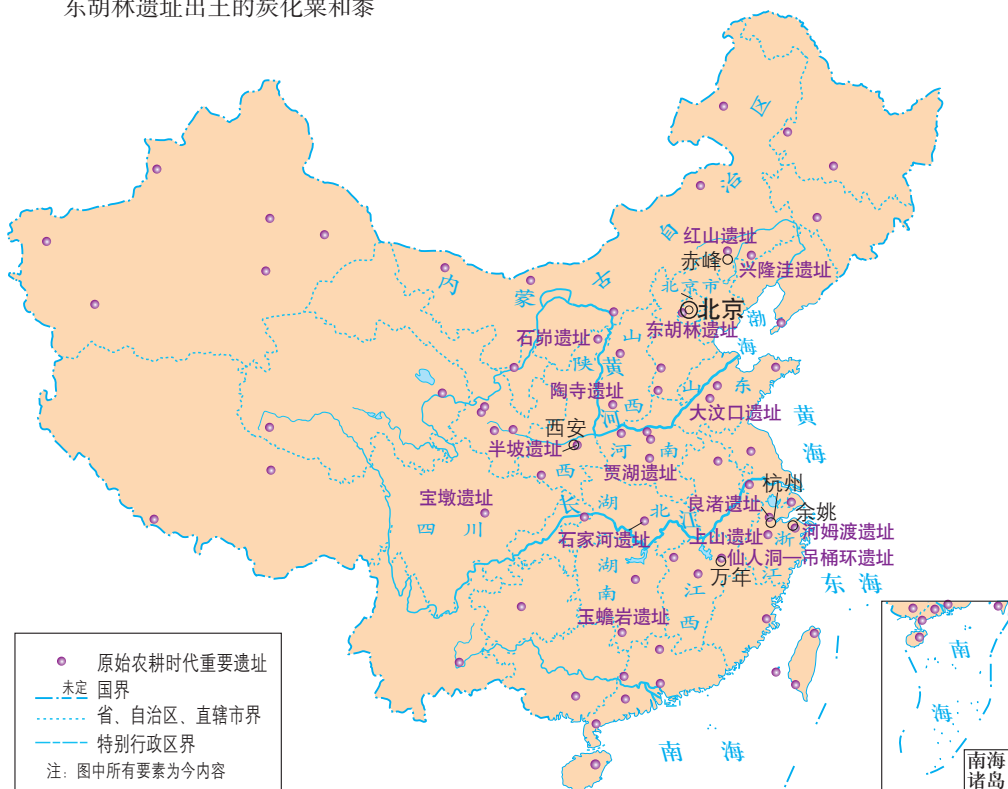 东胡林遗址出土的炭化粟和黍
区
治
自
古
蒙
内
红山遗址
赤峰
兴隆洼遗址
北京市
北京
东胡林遗址
渤
海
石峁遗址
山
西
陕
西
黄
河
陶寺遗址
山东
大汶口遗址
黄
海
西安
半坡遗址
河南
贾湖遗址
杭州
良渚遗址
余姚
河姆渡遗址
上山遗址
浙
江
宝墩遗址
四川
长
江
湖
北
石家河遗址
仙人洞—吊桶环遗址
万年
湖
南
江
西
玉蟾岩遗址
东海
南海
南
海
南海
诸岛
原始农耕时代重要遗址
未定 国界
省、自治区、直辖市界
特别行政区界
注：图中所有要素为今内容